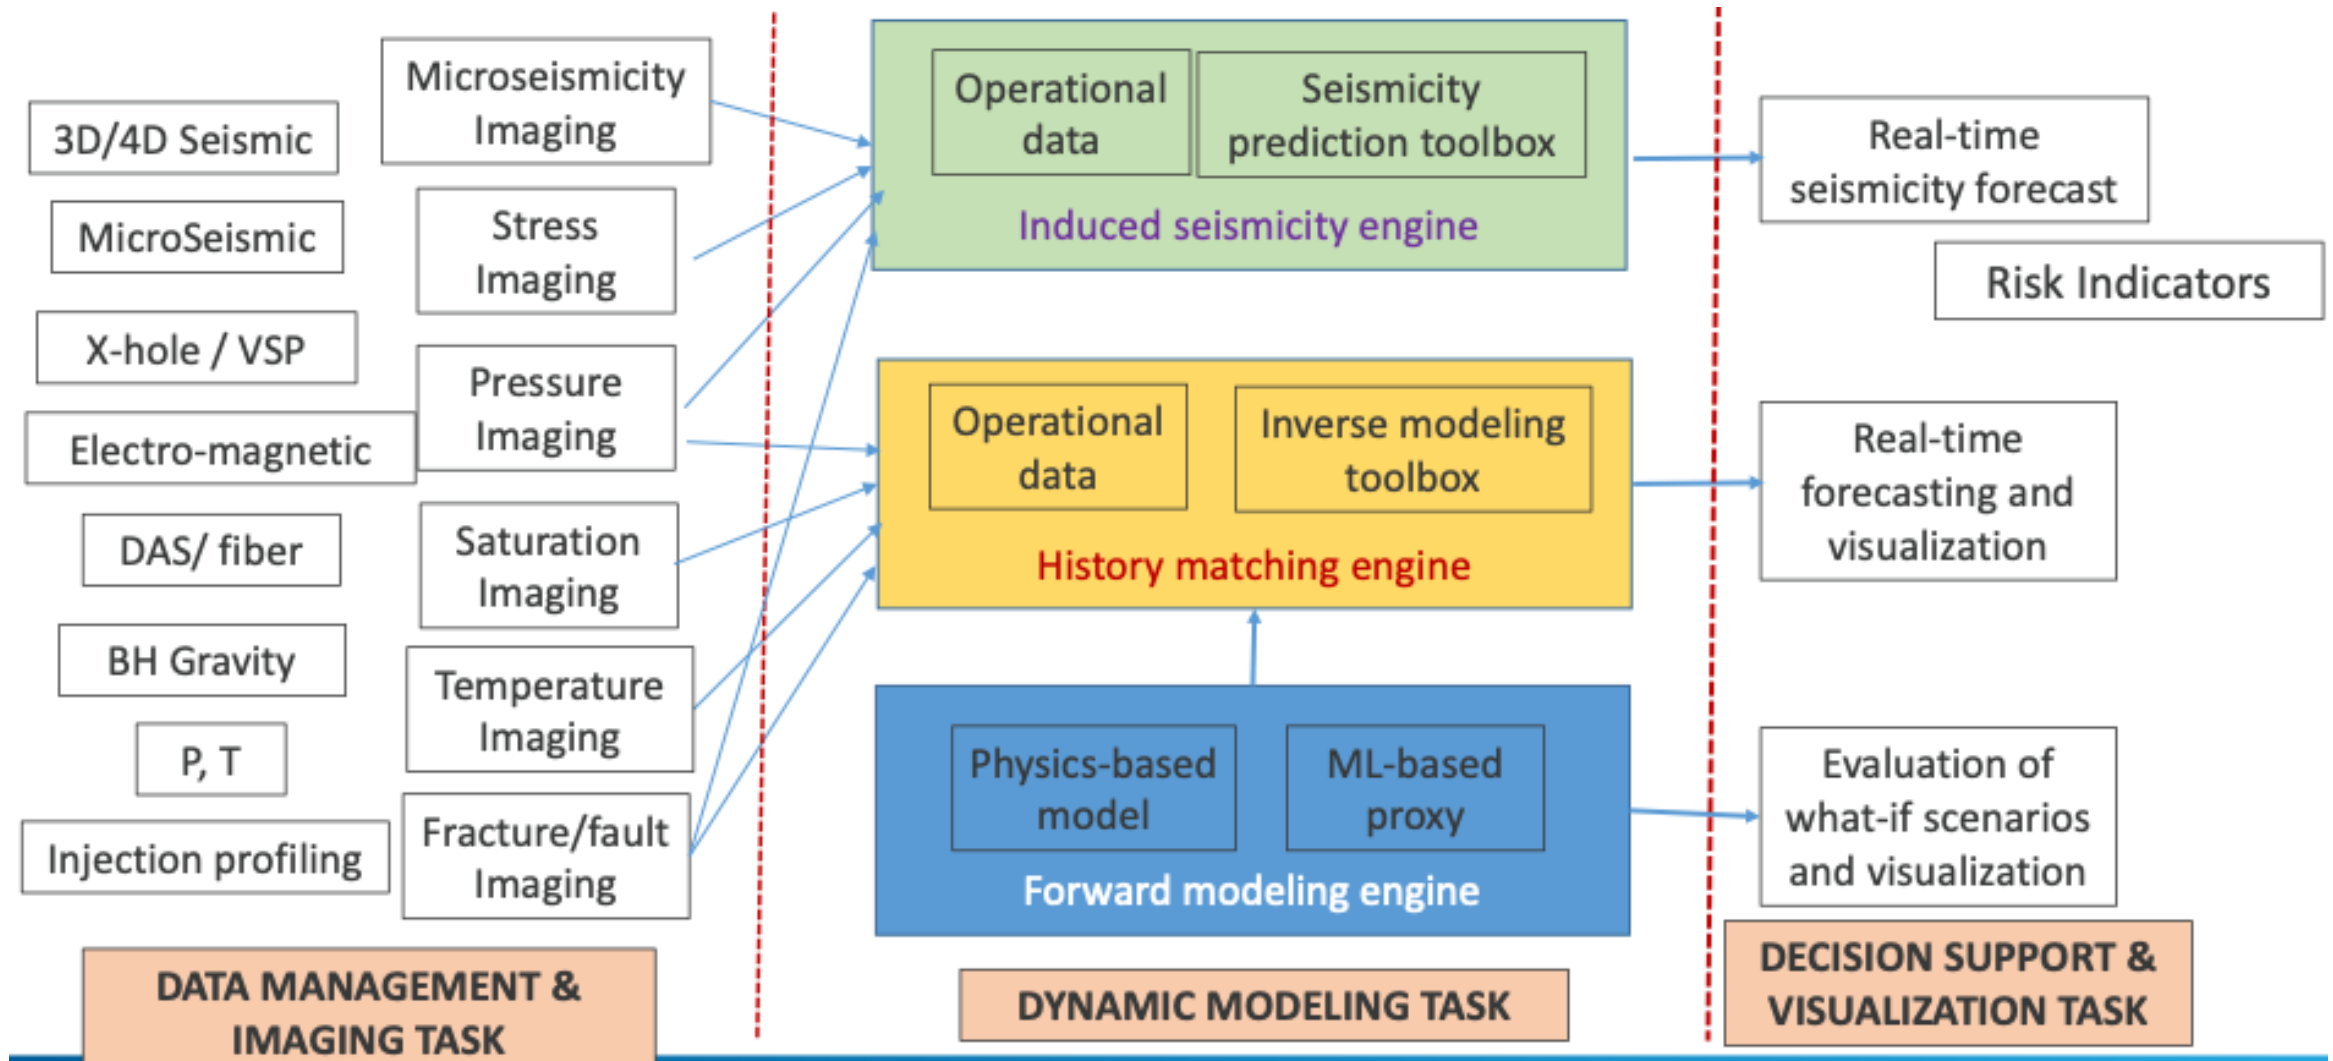 3D/4D Seismic
MicroSeismic
X-hole / VSP
Electro-magnetic
DAS/ fiber
BH Gravity
P, T
Injection profiling
Microseismicity
Imaging
Stress
Imaging
Pressure
Imaging
Saturation
Imaging
Temperature
Imaging
Fracture/fault
Imaging
DATA MANAGEMENT &
IMAGING TASK
Operational
data
Seismicity
prediction toolbox
Induced seismicity engine
Operational
data
Inverse modeling
toolbox
History matching engine
Physics-based
model
ML-based
proxy
Forward modeling engine
DYNAMIC MODELING TASK
Real-time
seismicity forecast
Risk Indicators
Real-time
forecasting and
visualization
Evaluation of
what-if scenarios
and visualization
DECISION SUPPORT &
VISUALIZATION TASK